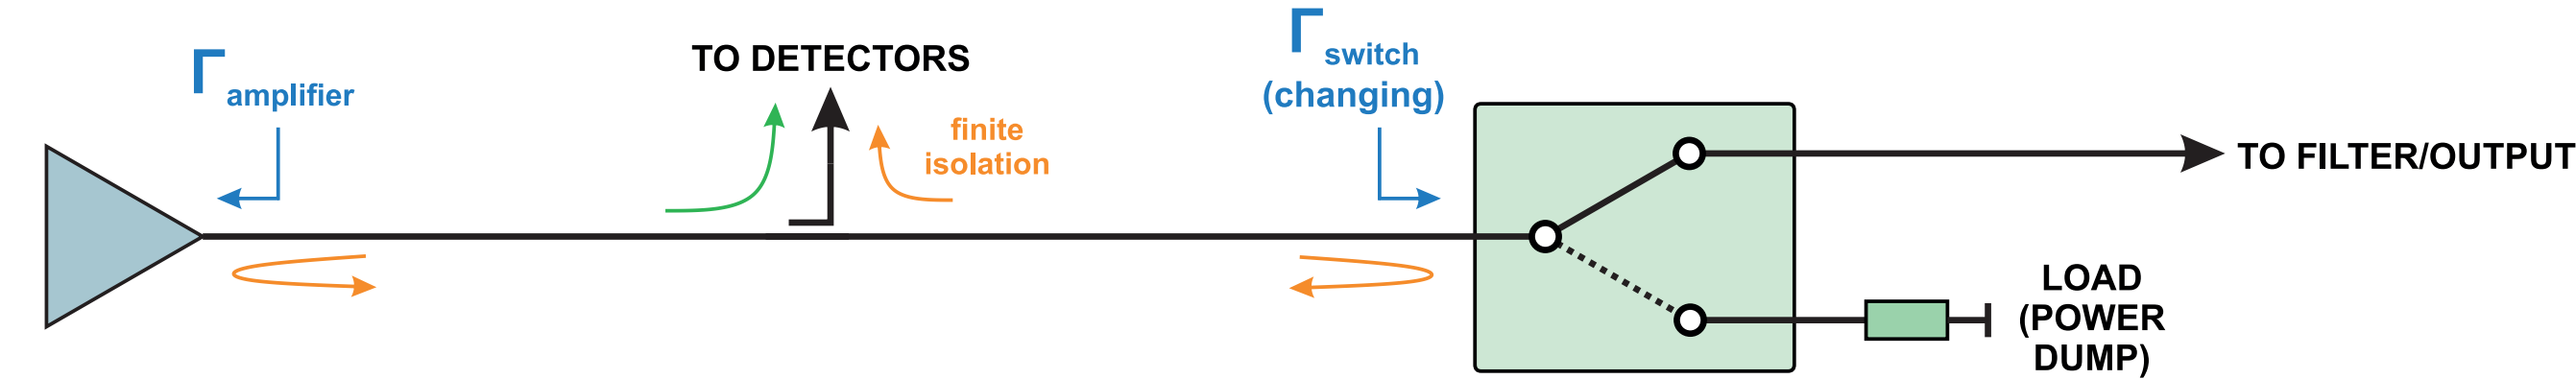 Γ
amplifier
TO DETECTORS
finite
isolation
Γ
switch
(changing)
TO FILTER/OUTPUT
LOAD
(POWER
DUMP)